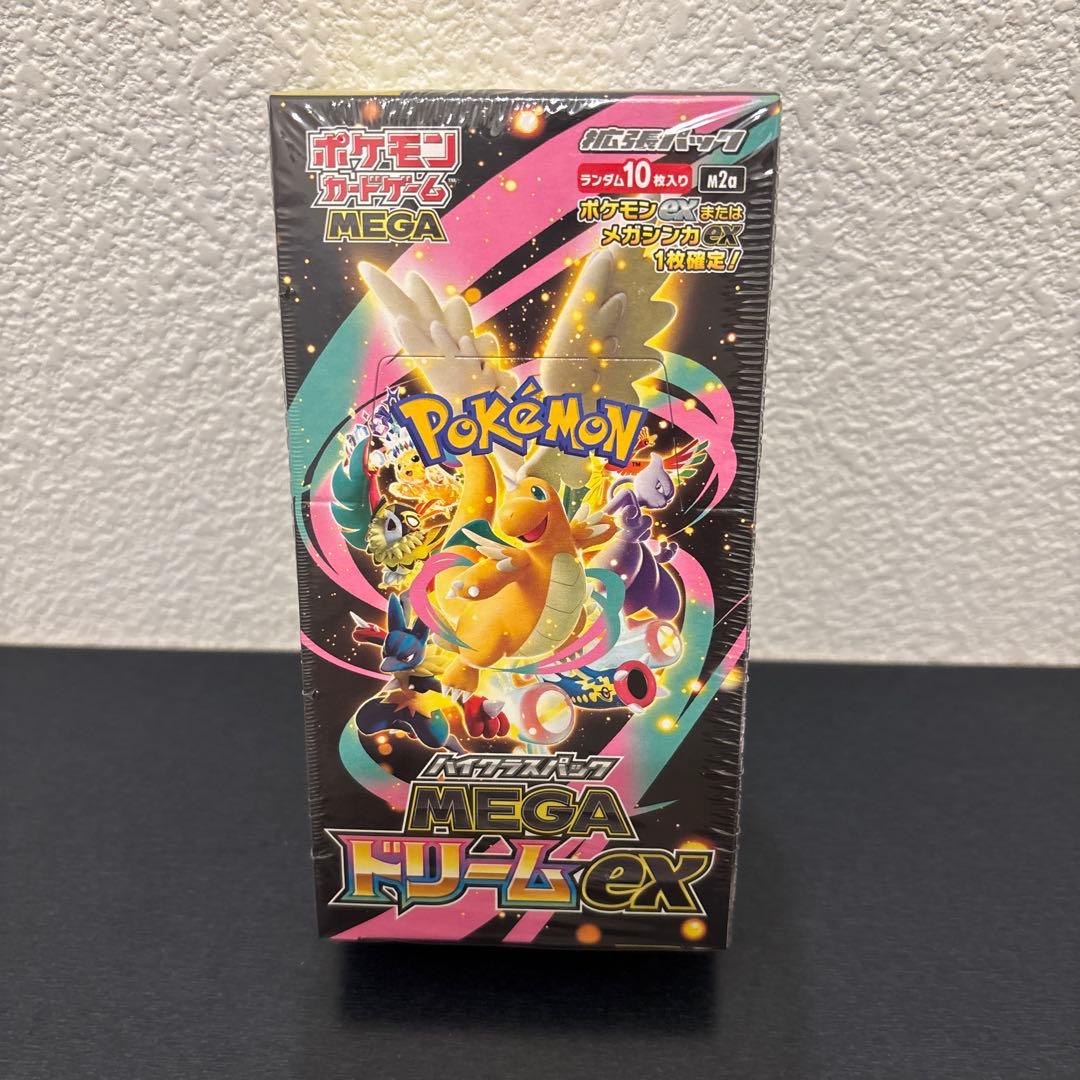 ポケモン
カードゲーム™
MEGA
拡張パック
ランダム10枚入り M2a
ポケモンexまたは
メガシンカex
1枚確定!
POKéMON™
ハイクラスパック
MEGA
ドリームex